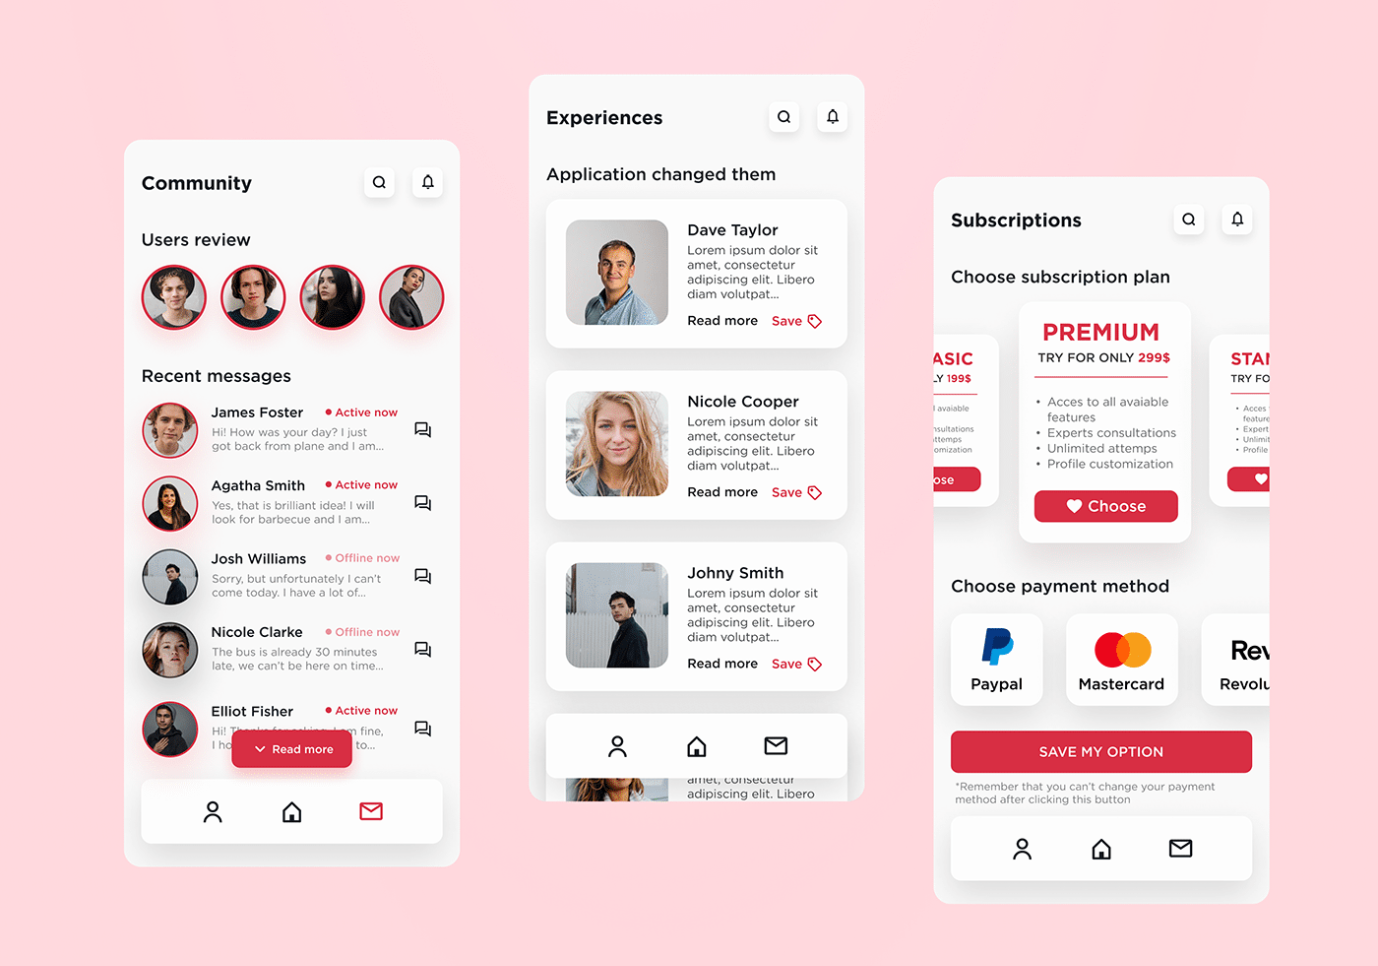 Community
Users review
Recent messages
James Foster
Active now
Hi! How was your day? I just
got back from plane and I am...
Agatha Smith
Active now
Yes, that is brilliant idea! I will
look for barbecue and I am...
Josh Williams
Offline now
Sorry, but unfortunately I can't
come today. I have a lot of...
Nicole Clarke
Offline now
The bus is already 30 minutes
late, we can't be here on time...
Elliot Fisher
Active now
Hi! Thanks for asking, I am fine,
I ho
to...
Read more
Experiences
Application changed them
Dave Taylor
Lorem ipsum dolor sit
amet, consectetur
adipiscing elit. Libero
diam volutpat...
Read more Save
Nicole Cooper
Lorem ipsum dolor sit
amet, consectetur
adipiscing elit. Libero
diam volutpat...
Read more Save
Johny Smith
Lorem ipsum dolor sit
amet, consectetur
adipiscing elit. Libero
diam volutpat...
Read more Save
amet, consectetur
adipiscing elit. Libero
Subscriptions
Choose subscription plan
ASIC
LY 199$
ll avaiable
nsultations
attemps
omization
ose
PREMIUM
TRY FOR ONLY 299$
• Acces to all avaiable
features
• Experts consultations
• Unlimited attemps
• Profile customization
Choose
STAN
TRY FO
• Acces
feature
• Expert
• Unlimit
• Profile
Choose payment method
Paypal
Mastercard
Rev
Revolu
SAVE MY OPTION
*Remember that you can't change your payment
method after clicking this button